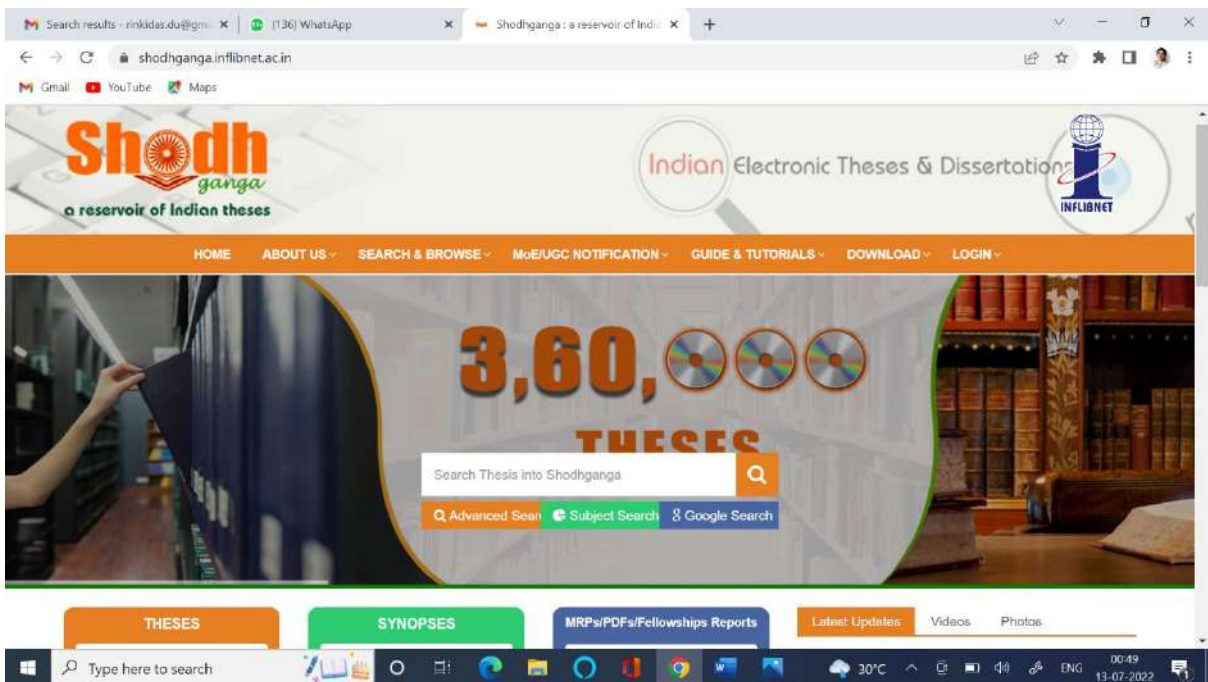 Search results - rinkidas.du@gm
(136) WhatsApp
Shodhganga : a reservoir of India
shodhganga.inflibnet.ac.in
Gmail YouTube Maps
Shodh
ganga
a reservoir of Indian theses
Indian Electronic Theses & Dissertations
INFLIBNET
HOME ABOUT US SEARCH & BROWSE MoE/UGC NOTIFICATION GUIDE & TUTORIALS DOWNLOAD LOGIN
3,60,000
THESES
Search Thesis into Shodhganga
Advanced Sear Subject Search Google Search
THESES SYNOPSES MRPs/PDFs/Fellowships Reports Latest Updates Videos Photos
Type here to search 30°C ENG 00:49
13-07-2022